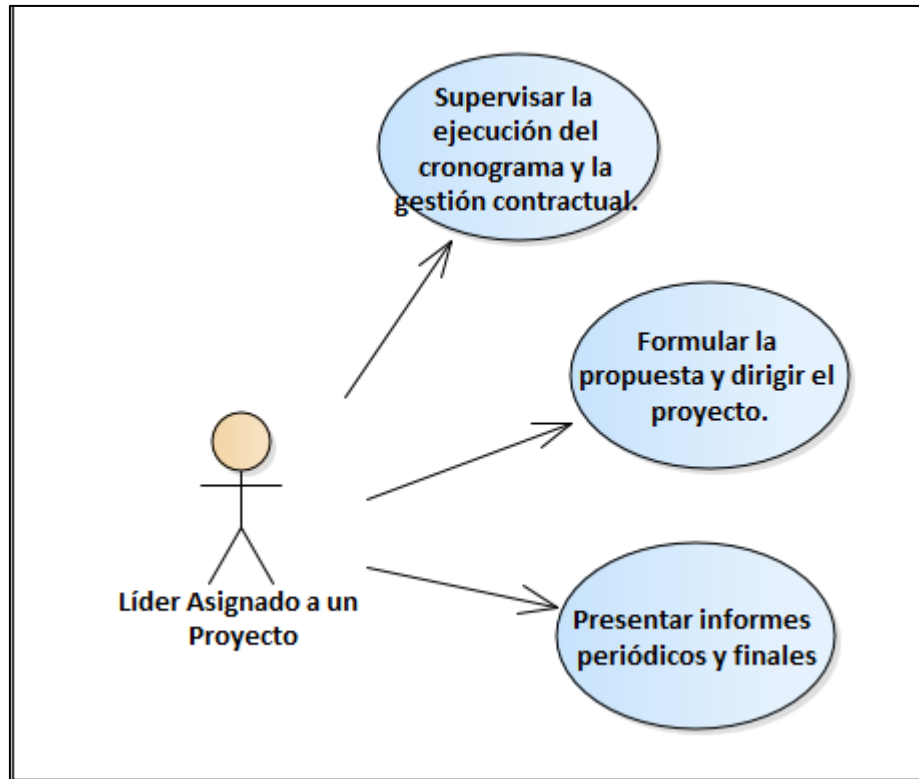 Supervisar la
ejecución del
cronograma y la
gestión contractual.
Formular la
propuesta y dirigir el
proyecto.
Líder Asignado a un
Proyecto
Presentar informes
periódicos y finales